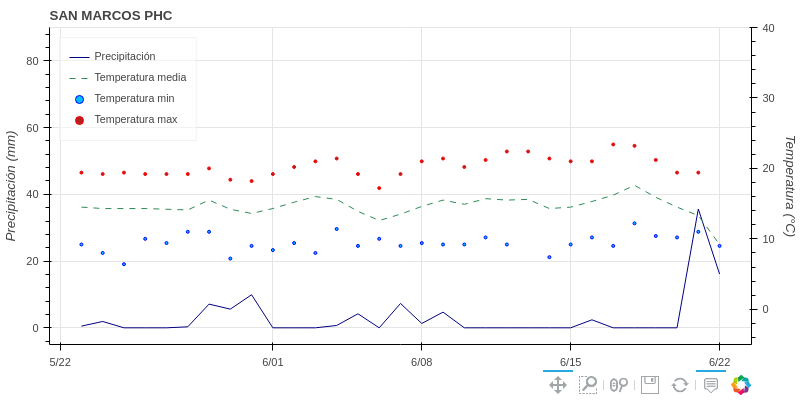 SAN MARCOS PHC
Precipitación
Temperatura media
Temperatura min
Temperatura max
Precipitación (mm)
80
60
40
20
0
Temperatura (°C)
40
30
20
10
0
5/22
6/01
6/08
6/15
6/22